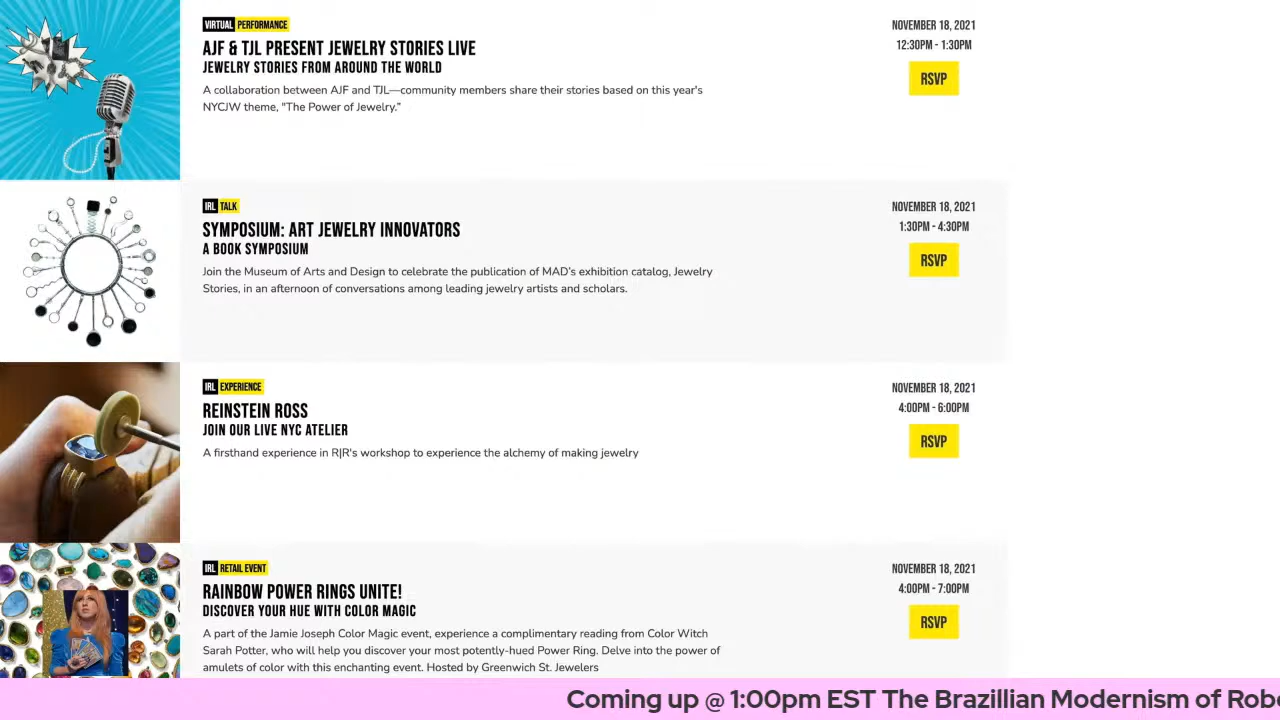 VIRTUAL PERFORMANCE
AJF & TJL PRESENT JEWELRY STORIES LIVE
JEWELRY STORIES FROM AROUND THE WORLD
A collaboration between AJF and TJL—community members share their stories based on this year's
NYCJW theme, "The Power of Jewelry."
NOVEMBER 18, 2021
12:30PM - 1:30PM
RSVP
IRL TALK
SYMPOSIUM: ART JEWELRY INNOVATORS
A BOOK SYMPOSIUM
Join the Museum of Arts and Design to celebrate the publication of MAD's exhibition catalog, Jewelry
Stories, in an afternoon of conversations among leading jewelry artists and scholars.
NOVEMBER 18, 2021
1:30PM - 4:30PM
RSVP
IRL EXPERIENCE
REINSTEIN ROSS
JOIN OUR LIVE NYC ATELIER
A firsthand experience in R|R's workshop to experience the alchemy of making jewelry
NOVEMBER 18, 2021
4:00PM - 6:00PM
RSVP
IRL RETAIL EVENT
RAINBOW POWER RINGS UNITE!
DISCOVER YOUR HUE WITH COLOR MAGIC
A part of the Jamie Joseph Color Magic event, experience a complimentary reading from Color Witch
Sarah Potter, who will help you discover your most potently-hued Power Ring. Delve into the power of
amulets of color with this enchanting event. Hosted by Greenwich St. Jewelers
NOVEMBER 18, 2021
4:00PM - 7:00PM
RSVP
Coming up @ 1:00pm EST The Brazillian Modernism of